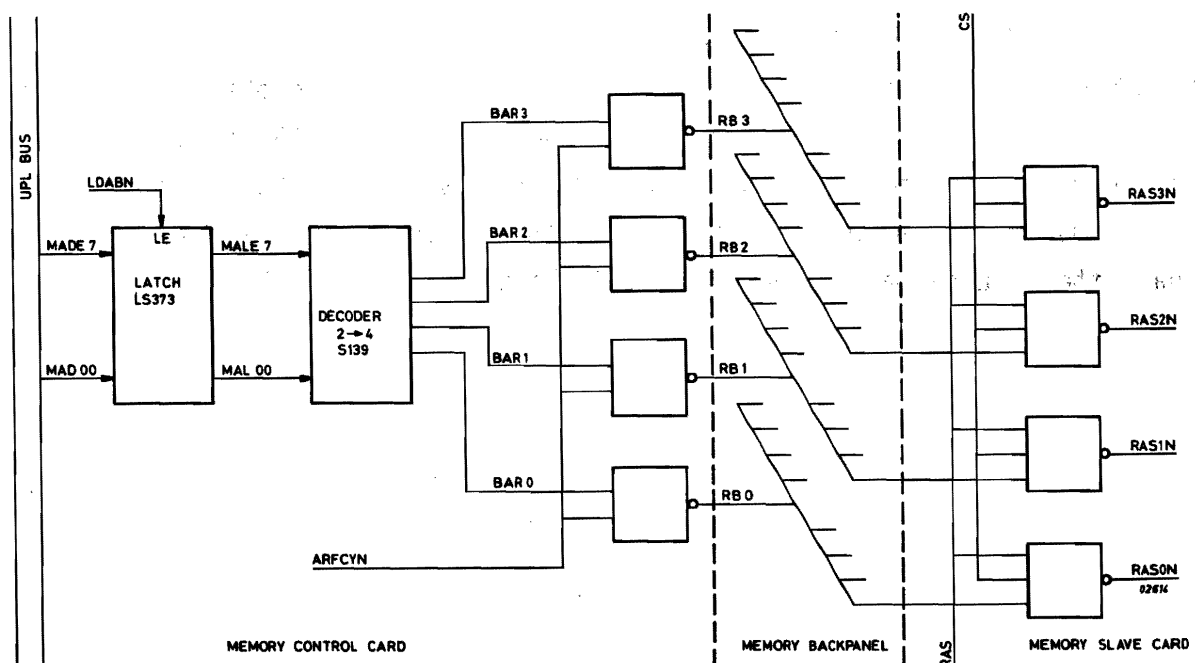 UPL BUS
LDABN
LE
MADE 7
MAD 00
LATCH
LS373
MALE 7
MAL 00
DECODER
2→4
S139
BAR 3
BAR 2
BAR 1
BAR 0
ARFCYN
RB 3
RB 2
RB 1
RB 0
CS
RAS
RAS3N
RAS2N
RAS1N
RAS0N
02614
MEMORY CONTROL CARD
MEMORY BACKPANEL
MEMORY SLAVE CARD